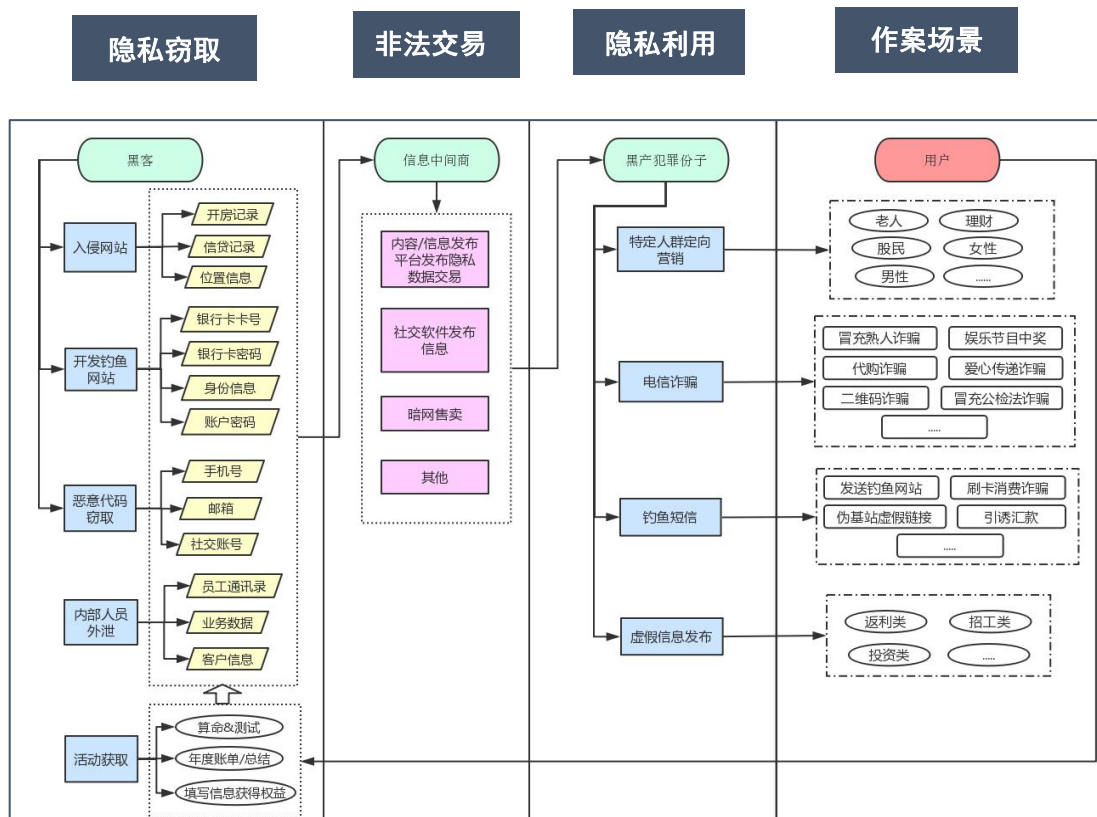 隐私窃取
非法交易
隐私利用
作案场景
黑客
入侵网站
开房记录
信贷记录
位置信息
开发钓鱼
网站
银行卡卡号
银行卡密码
身份信息
账户密码
恶意代码
窃取
手机号
邮箱
社交账号
内部人员
外泄
员工通讯录
业务数据
客户信息
活动获取
算命&测试
年度账单/总结
填写信息获得权益
信息中间商
内容/信息发布
平台发布隐私
数据交易
社交软件发布
信息
暗网售卖
其他
黑产犯罪份子
特定人群定向
营销
电信诈骗
钓鱼短信
虚假信息发布
用户
老人
理财
股民
女性
男性
......
冒充熟人诈骗
娱乐节目中奖
代购诈骗
爱心传递诈骗
二维码诈骗
冒充公检法诈骗
.....
发送钓鱼网站
刷卡消费诈骗
伪基站虚假链接
引诱汇款
.....
返利类
招工类
投资类
.....